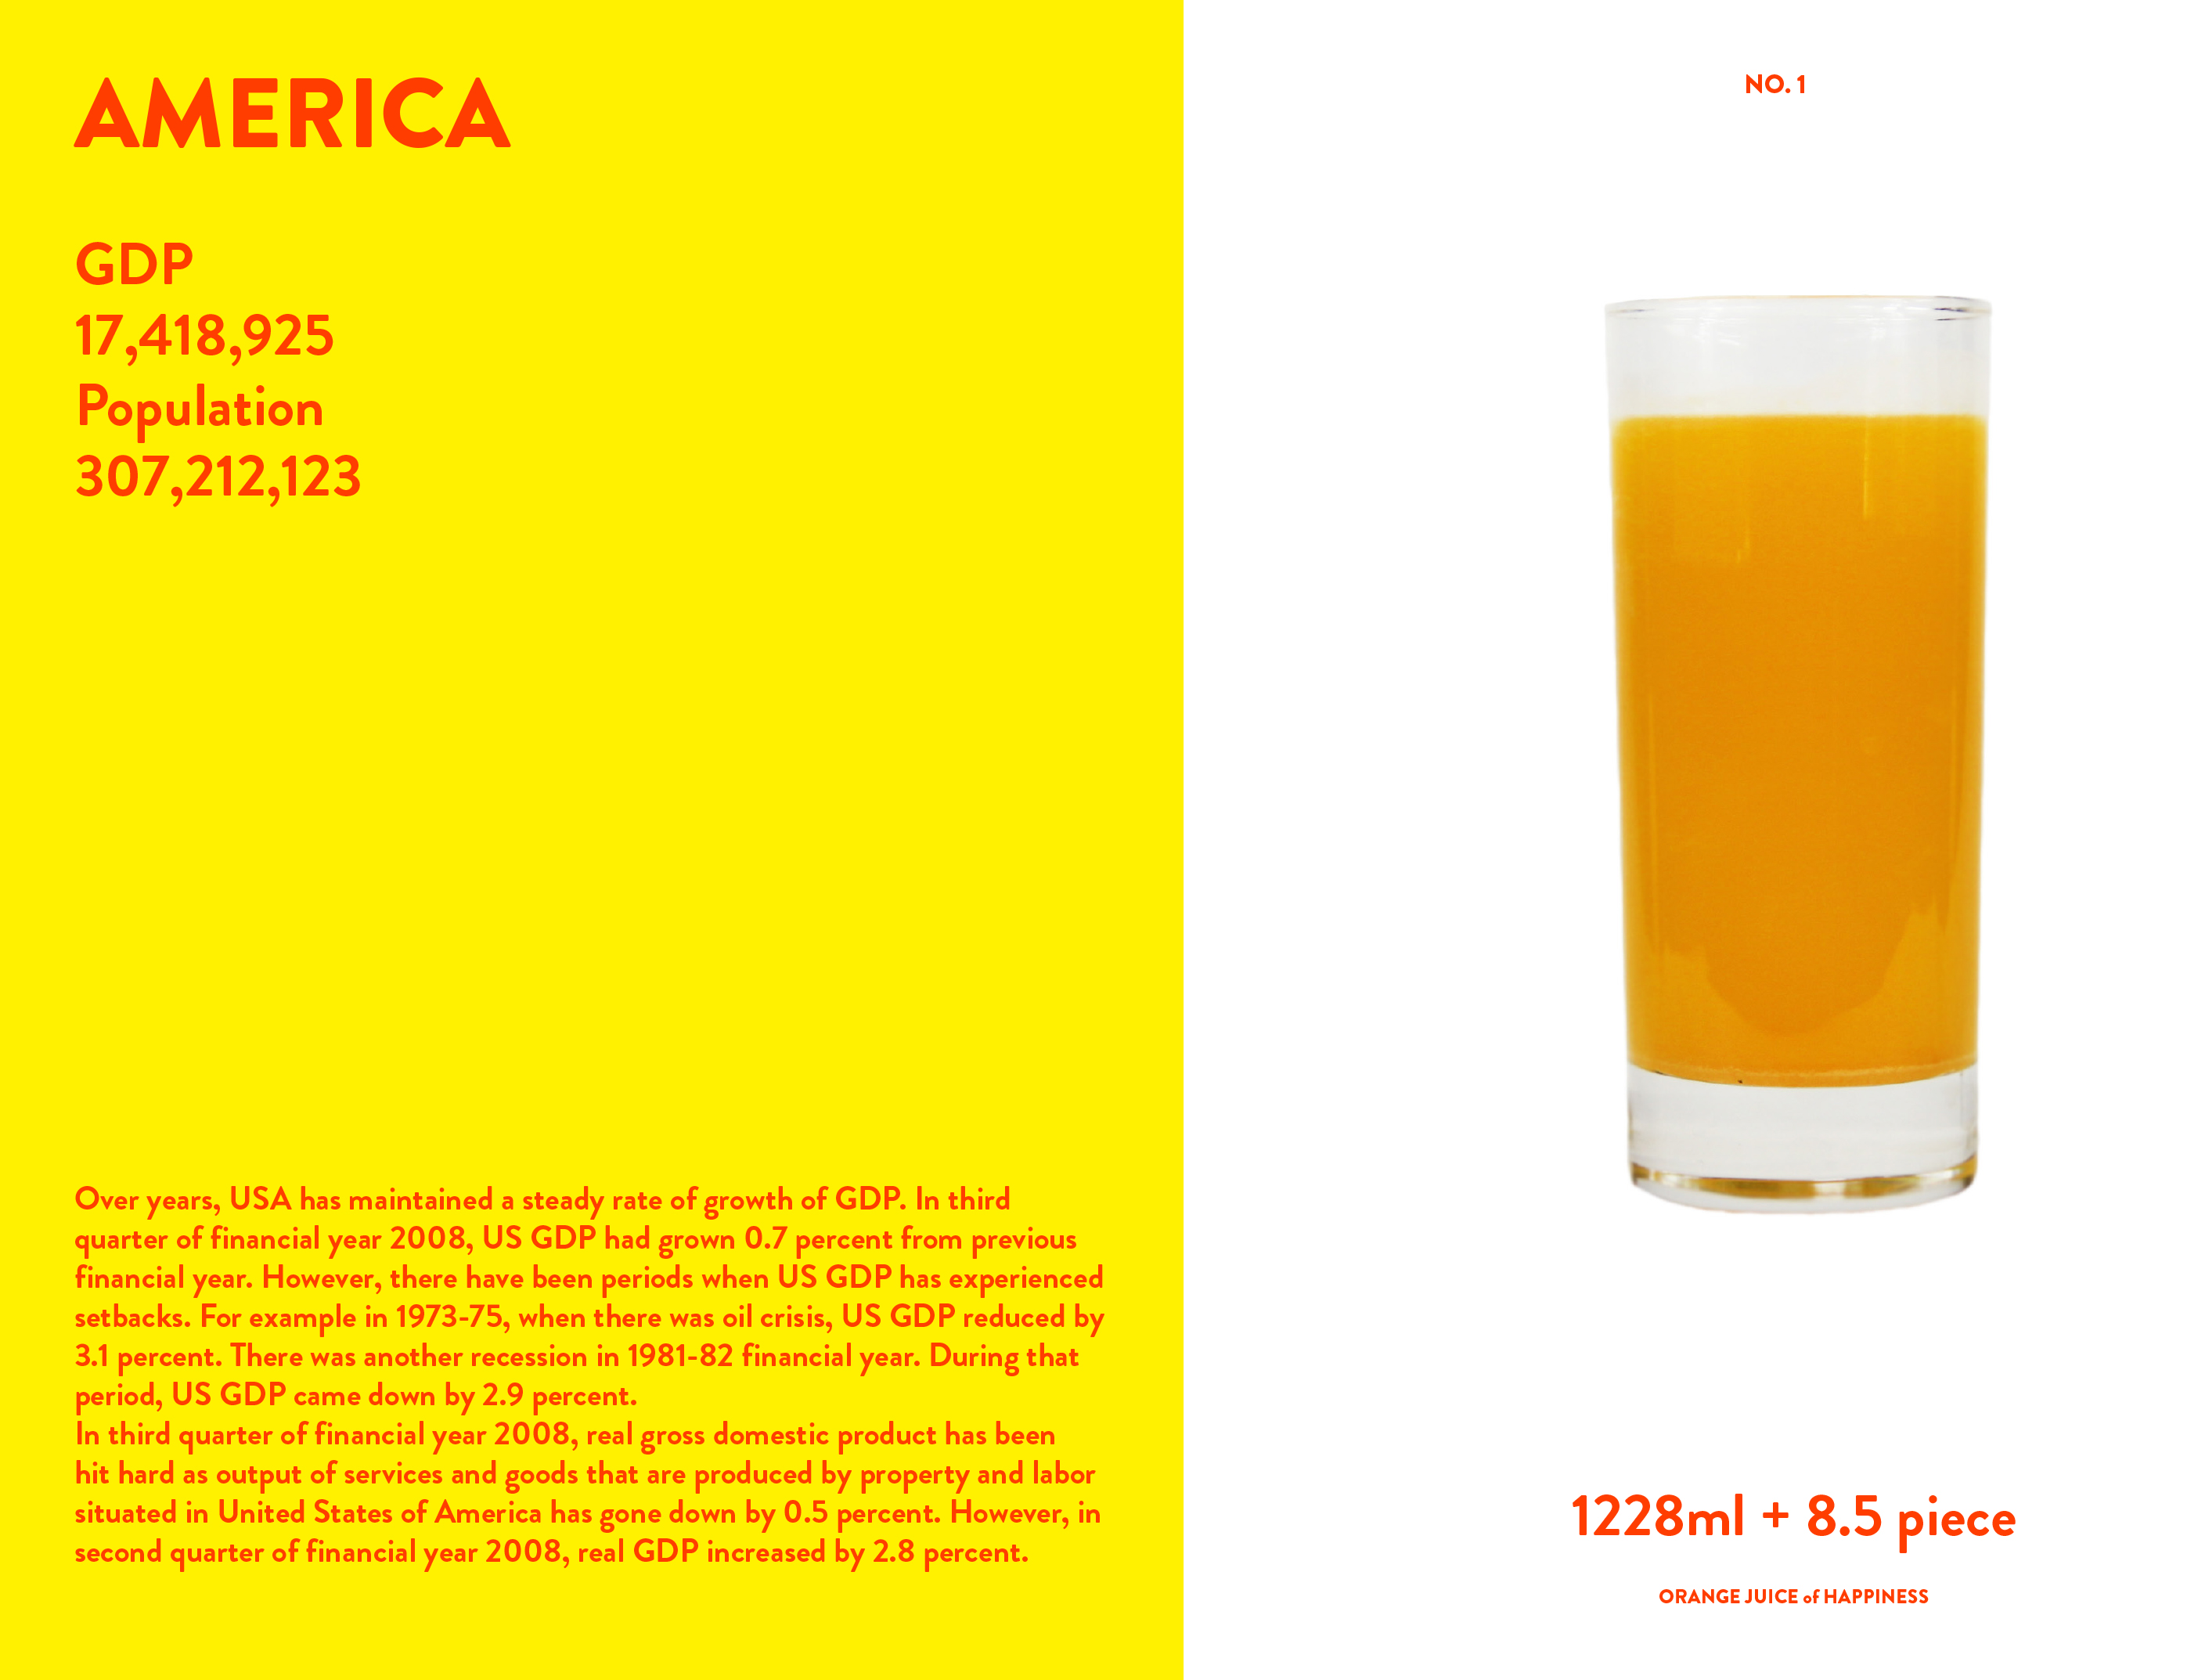 AMERICA
GDP
17,418,925
Population
307,212,123
Over years, USA has maintained a steady rate of growth of GDP. In third
quarter of financial year 2008, US GDP had grown 0.7 percent from previous
financial year. However, there have been periods when US GDP has experienced
setbacks. For example in 1973-75, when there was oil crisis, US GDP reduced by
3.1 percent. There was another recession in 1981-82 financial year. During that
period, US GDP came down by 2.9 percent.
In third quarter of financial year 2008, real gross domestic product has been
hit hard as output of services and goods that are produced by property and labor
situated in United States of America has gone down by 0.5 percent. However, in
second quarter of financial year 2008, real GDP increased by 2.8 percent.
NO. 1
1228ml + 8.5 piece
ORANGE JUICE of HAPPINESS